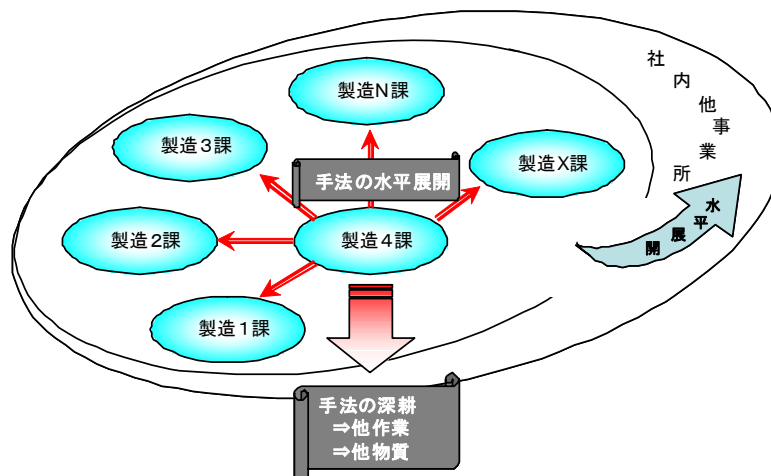 社内他事業所
製造N課
製造3課
製造X課
手法の水平展開
製造2課
製造4課
水平展開
製造1課
手法の深耕
⇒他作業
⇒他物質